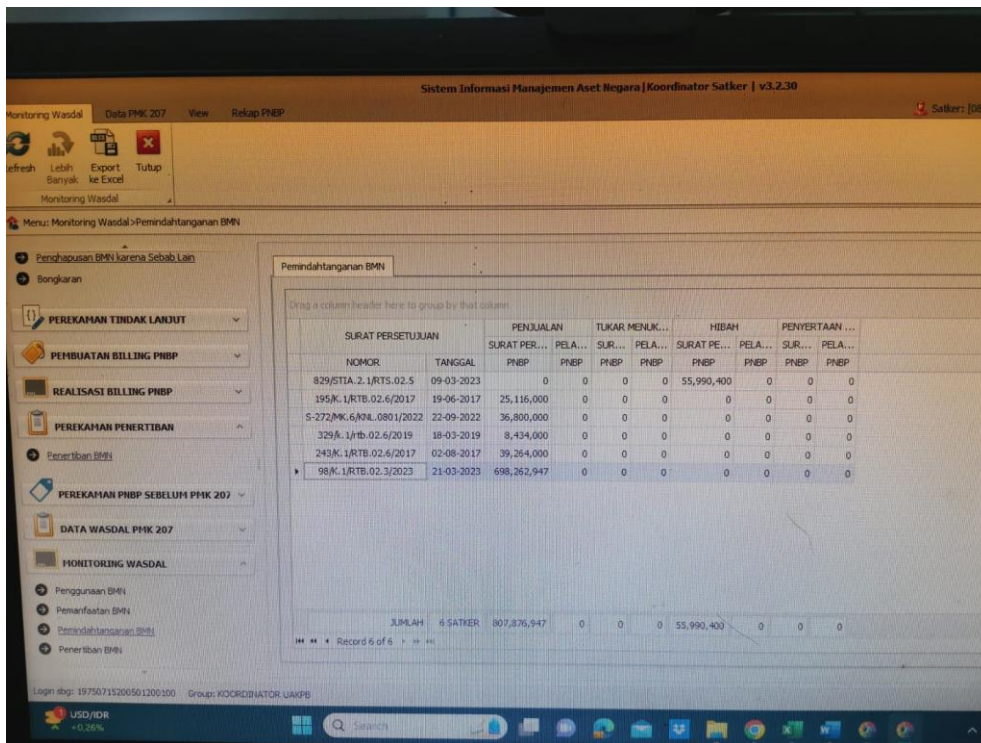 Sistem Informasi Manajemen Aset Negara | Koordinator Satker | v3.2.30
Monitoring Wasdal Data PMK 207 View Rekap PNBP
Satker: [08
Refresh Lebih Banyak Export ke Excel Tutup
Monitoring Wasdal
Menu: Monitoring Wasdal>Pemindahtanganan BMN
Penghapusan BMN karena Sebab Lain
Bongkaran
PEREKAMAN TINDAK LANJUT
PEMBUATAN BILLING PNBP
REALISASI BILLING PNBP
PEREKAMAN PENERTIBAN
Penertiban BMN
PEREKAMAN PNBP SEBELUM PMK 207
DATA WASDAL PMK 207
MONITORING WASDAL
Penggunaan BMN
Pemanfaatan BMN
Pemindahtanganan BMN
Penertiban BMN
Pemindahtanganan BMN
Drag a column header here to group by that column
SURAT PERSETUJUAN PENJUALAN TUKAR MENUK... HIBAH PENYERTAAN ...
SURAT PER... PELA... SUR... PELA... SURAT PE... PELA... SUR... PELA...
NOMOR TANGGAL PNBP PNBP PNBP PNBP PNBP PNBP PNBP PNBP
829/STIA.2.1/RTS.02.5 09-03-2023 0 0 0 0 55,990,400 0 0 0
195/K.1/RTB.02.6/2017 19-06-2017 25,116,000 0 0 0 0 0 0 0
S-272/MK.6/KNL.0801/2022 22-09-2022 36,800,000 0 0 0 0 0 0 0
329/k.1/rtb.02.6/2019 18-03-2019 8,434,000 0 0 0 0 0 0 0
243/K.1/RTB.02.6/2017 02-08-2017 39,264,000 0 0 0 0 0 0 0
98/K.1/RTB.02.3/2023 21-03-2023 698,262,947 0 0 0 0 0 0 0
JUMLAH 6 SATKER 807,876,947 0 0 0 55,990,400 0 0 0
Record 6 of 6
Login sbg: 197507152005012001​00 Group: KOORDINATOR UAKPB
USD/IDR
+0,26%
Search